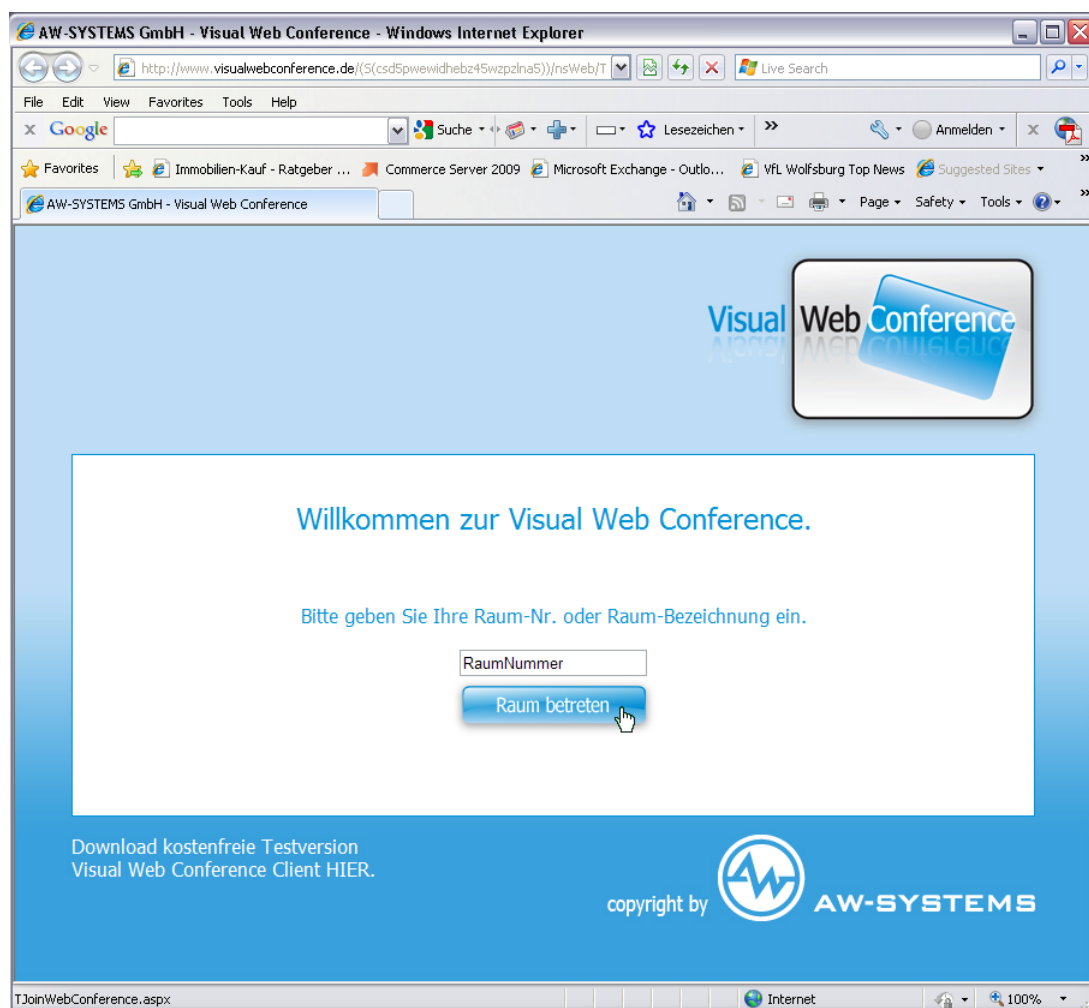 AW-SYSTEMS GmbH - Visual Web Conference - Windows Internet Explorer
http://www.visualwebconference.de/(S(csd5pwewidhebz45wzpzlna5))/nsWeb/T Live Search
File Edit View Favorites Tools Help
x Google Suche Lesezeichen » Anmelden x
Favorites Immobilien-Kauf - Ratgeber ... Commerce Server 2009 Microsoft Exchange - Outlo... VfL Wolfsburg Top News Suggested Sites »
AW-SYSTEMS GmbH - Visual Web Conference Page Safety Tools »
Visual Web Conference
Willkommen zur Visual Web Conference.
Bitte geben Sie Ihre Raum-Nr. oder Raum-Bezeichnung ein.
RaumNummer
Raum betreten
Download kostenfreie Testversion
Visual Web Conference Client HIER.
copyright by AW AW-SYSTEMS
TJoinWebConference.aspx Internet 100%